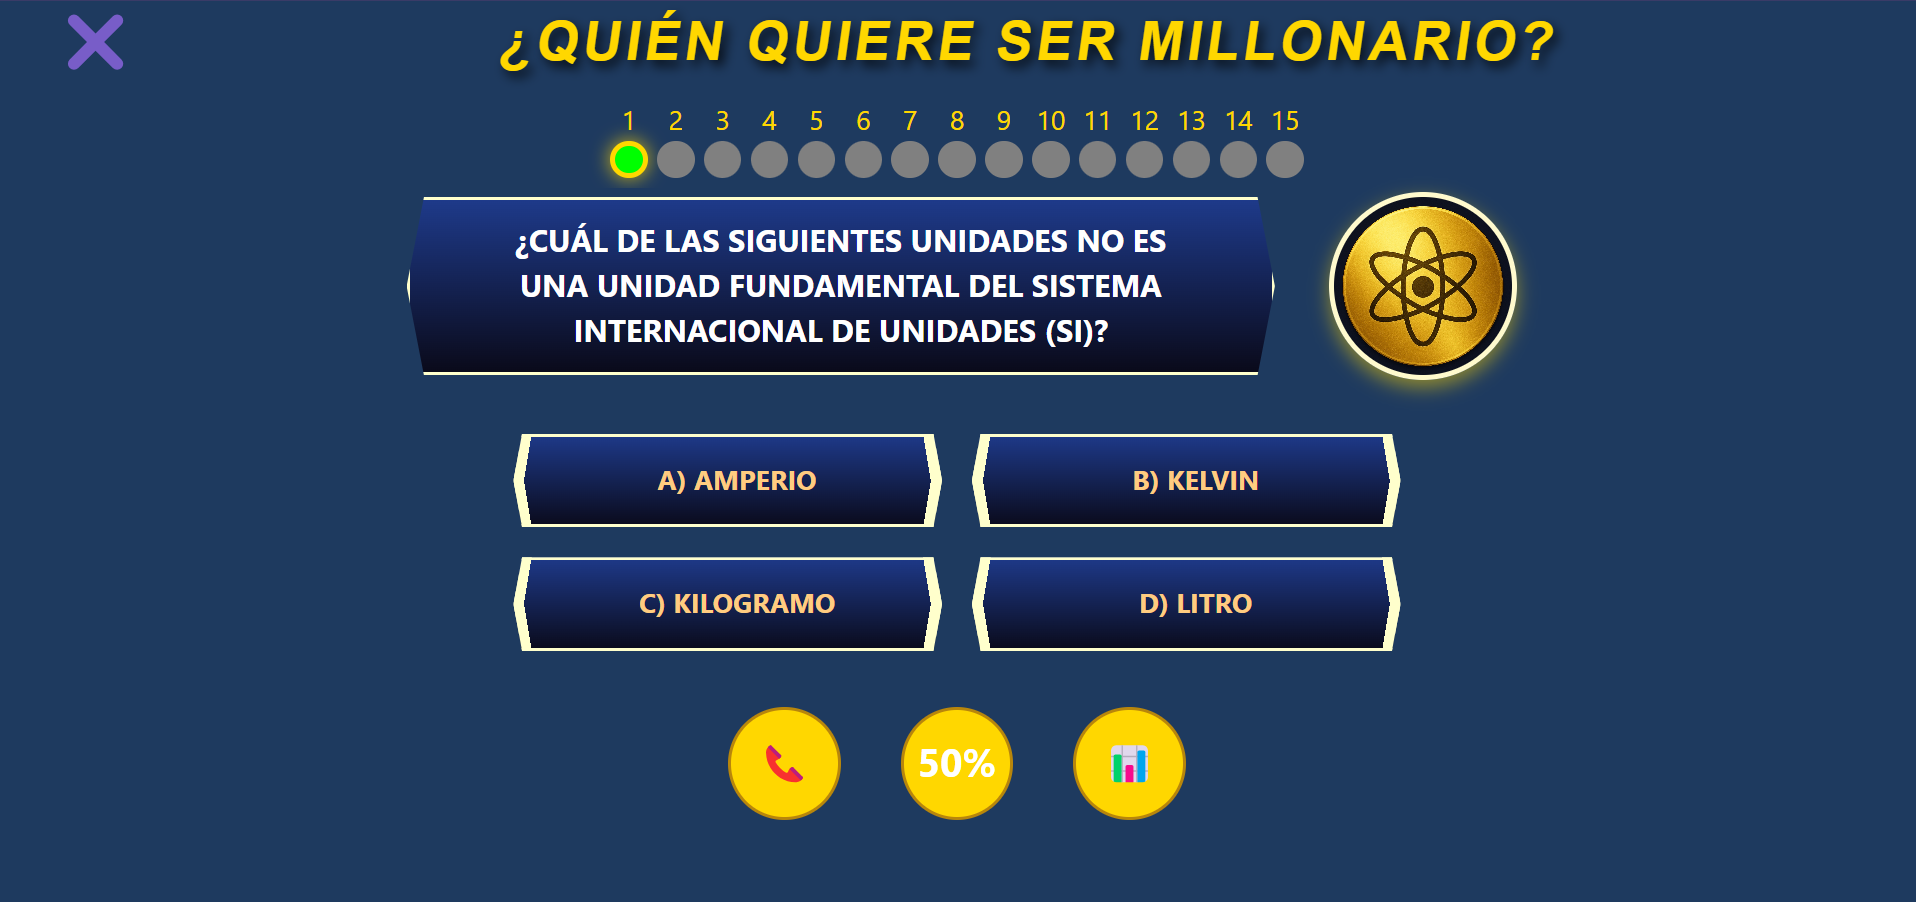 ¿QUIÉN QUIERE SER MILLONARIO?
1 2 3 4 5 6 7 8 9 10 11 12 13 14 15
¿CUÁL DE LAS SIGUIENTES UNIDADES NO ES
UNA UNIDAD FUNDAMENTAL DEL SISTEMA
INTERNACIONAL DE UNIDADES (SI)?
A) AMPERIO
B) KELVIN
C) KILOGRAMO
D) LITRO
50%